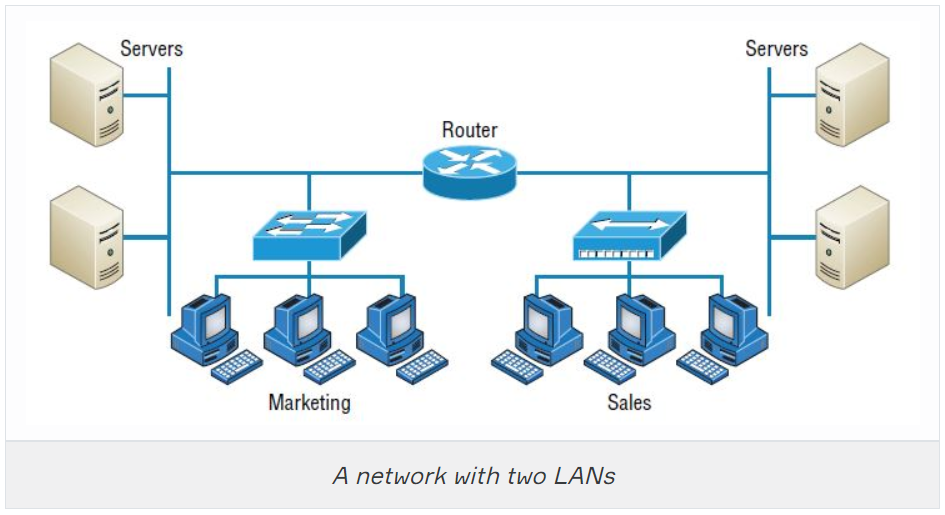 Servers
Servers
Router
Marketing
Sales
A network with two LANs